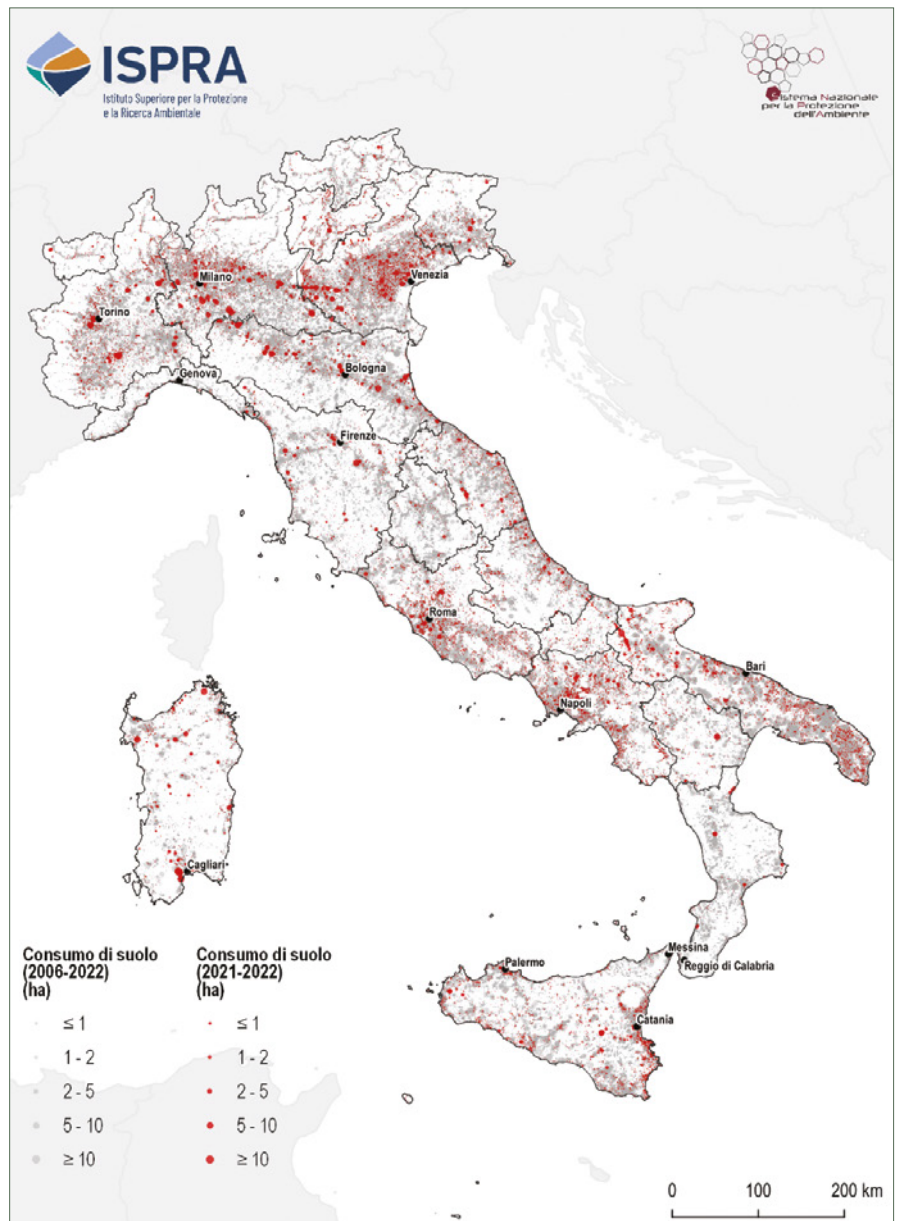 ISPRA
Istituto Superiore per la Protezione
e la Ricerca Ambientale
Sistema Nazionale
per la Protezione
dell'Ambiente
Milano
Venezia
Torino
Bologna
Genova
Firenze
Roma
Bari
Napoli
Cagliari
Messina
Reggio di Calabria
Palermo
Catania
Consumo di suolo
(2006-2022)
(ha)
≤ 1
1 - 2
2 - 5
5 - 10
≥ 10
Consumo di suolo
(2021-2022)
(ha)
≤ 1
1 - 2
2 - 5
5 - 10
≥ 10
0 100 200 km